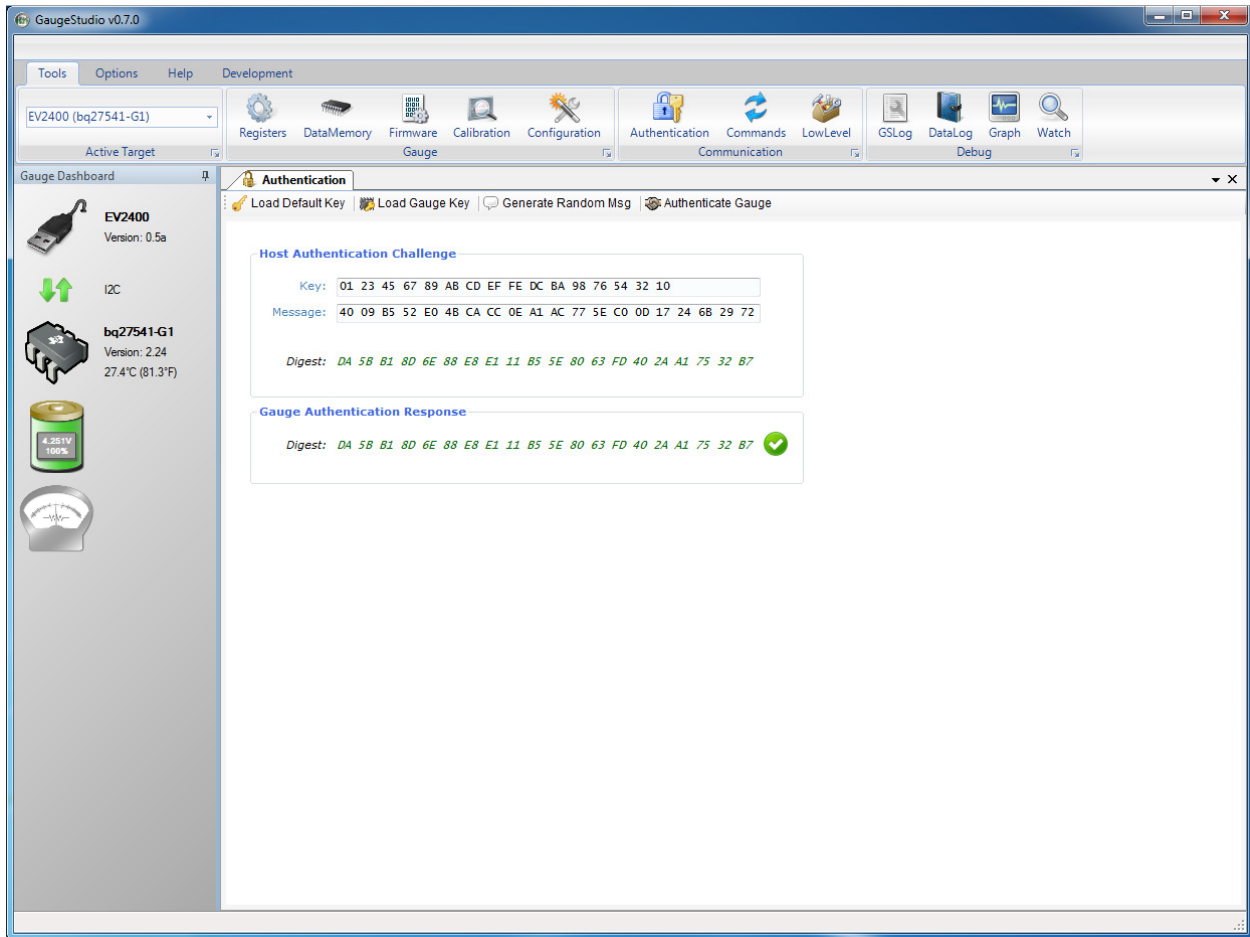 GaugeStudio v0.7.0
Tools Options Help Development
EV2400 (bq27541-G1)
Active Target
Registers DataMemory Firmware Calibration Configuration
Gauge
Authentication Commands LowLevel
Communication
GSLog DataLog Graph Watch
Debug
Gauge Dashboard
EV2400
Version: 0.5a
I2C
bq27541-G1
Version: 2.24
27.4°C (81.3°F)
4.251V
100%
Authentication
Load Default Key Load Gauge Key Generate Random Msg Authenticate Gauge
Host Authentication Challenge
Key: 01 23 45 67 89 AB CD EF FE DC BA 98 76 54 32 10
Message: 40 09 B5 52 E0 4B CA CC 0E A1 AC 77 5E C0 0D 17 24 6B 29 72
Digest: DA 5B B1 8D 6E 88 E8 E1 11 B5 5E 80 63 FD 40 2A A1 75 32 B7
Gauge Authentication Response
Digest: DA 5B B1 8D 6E 88 E8 E1 11 B5 5E 80 63 FD 40 2A A1 75 32 B7